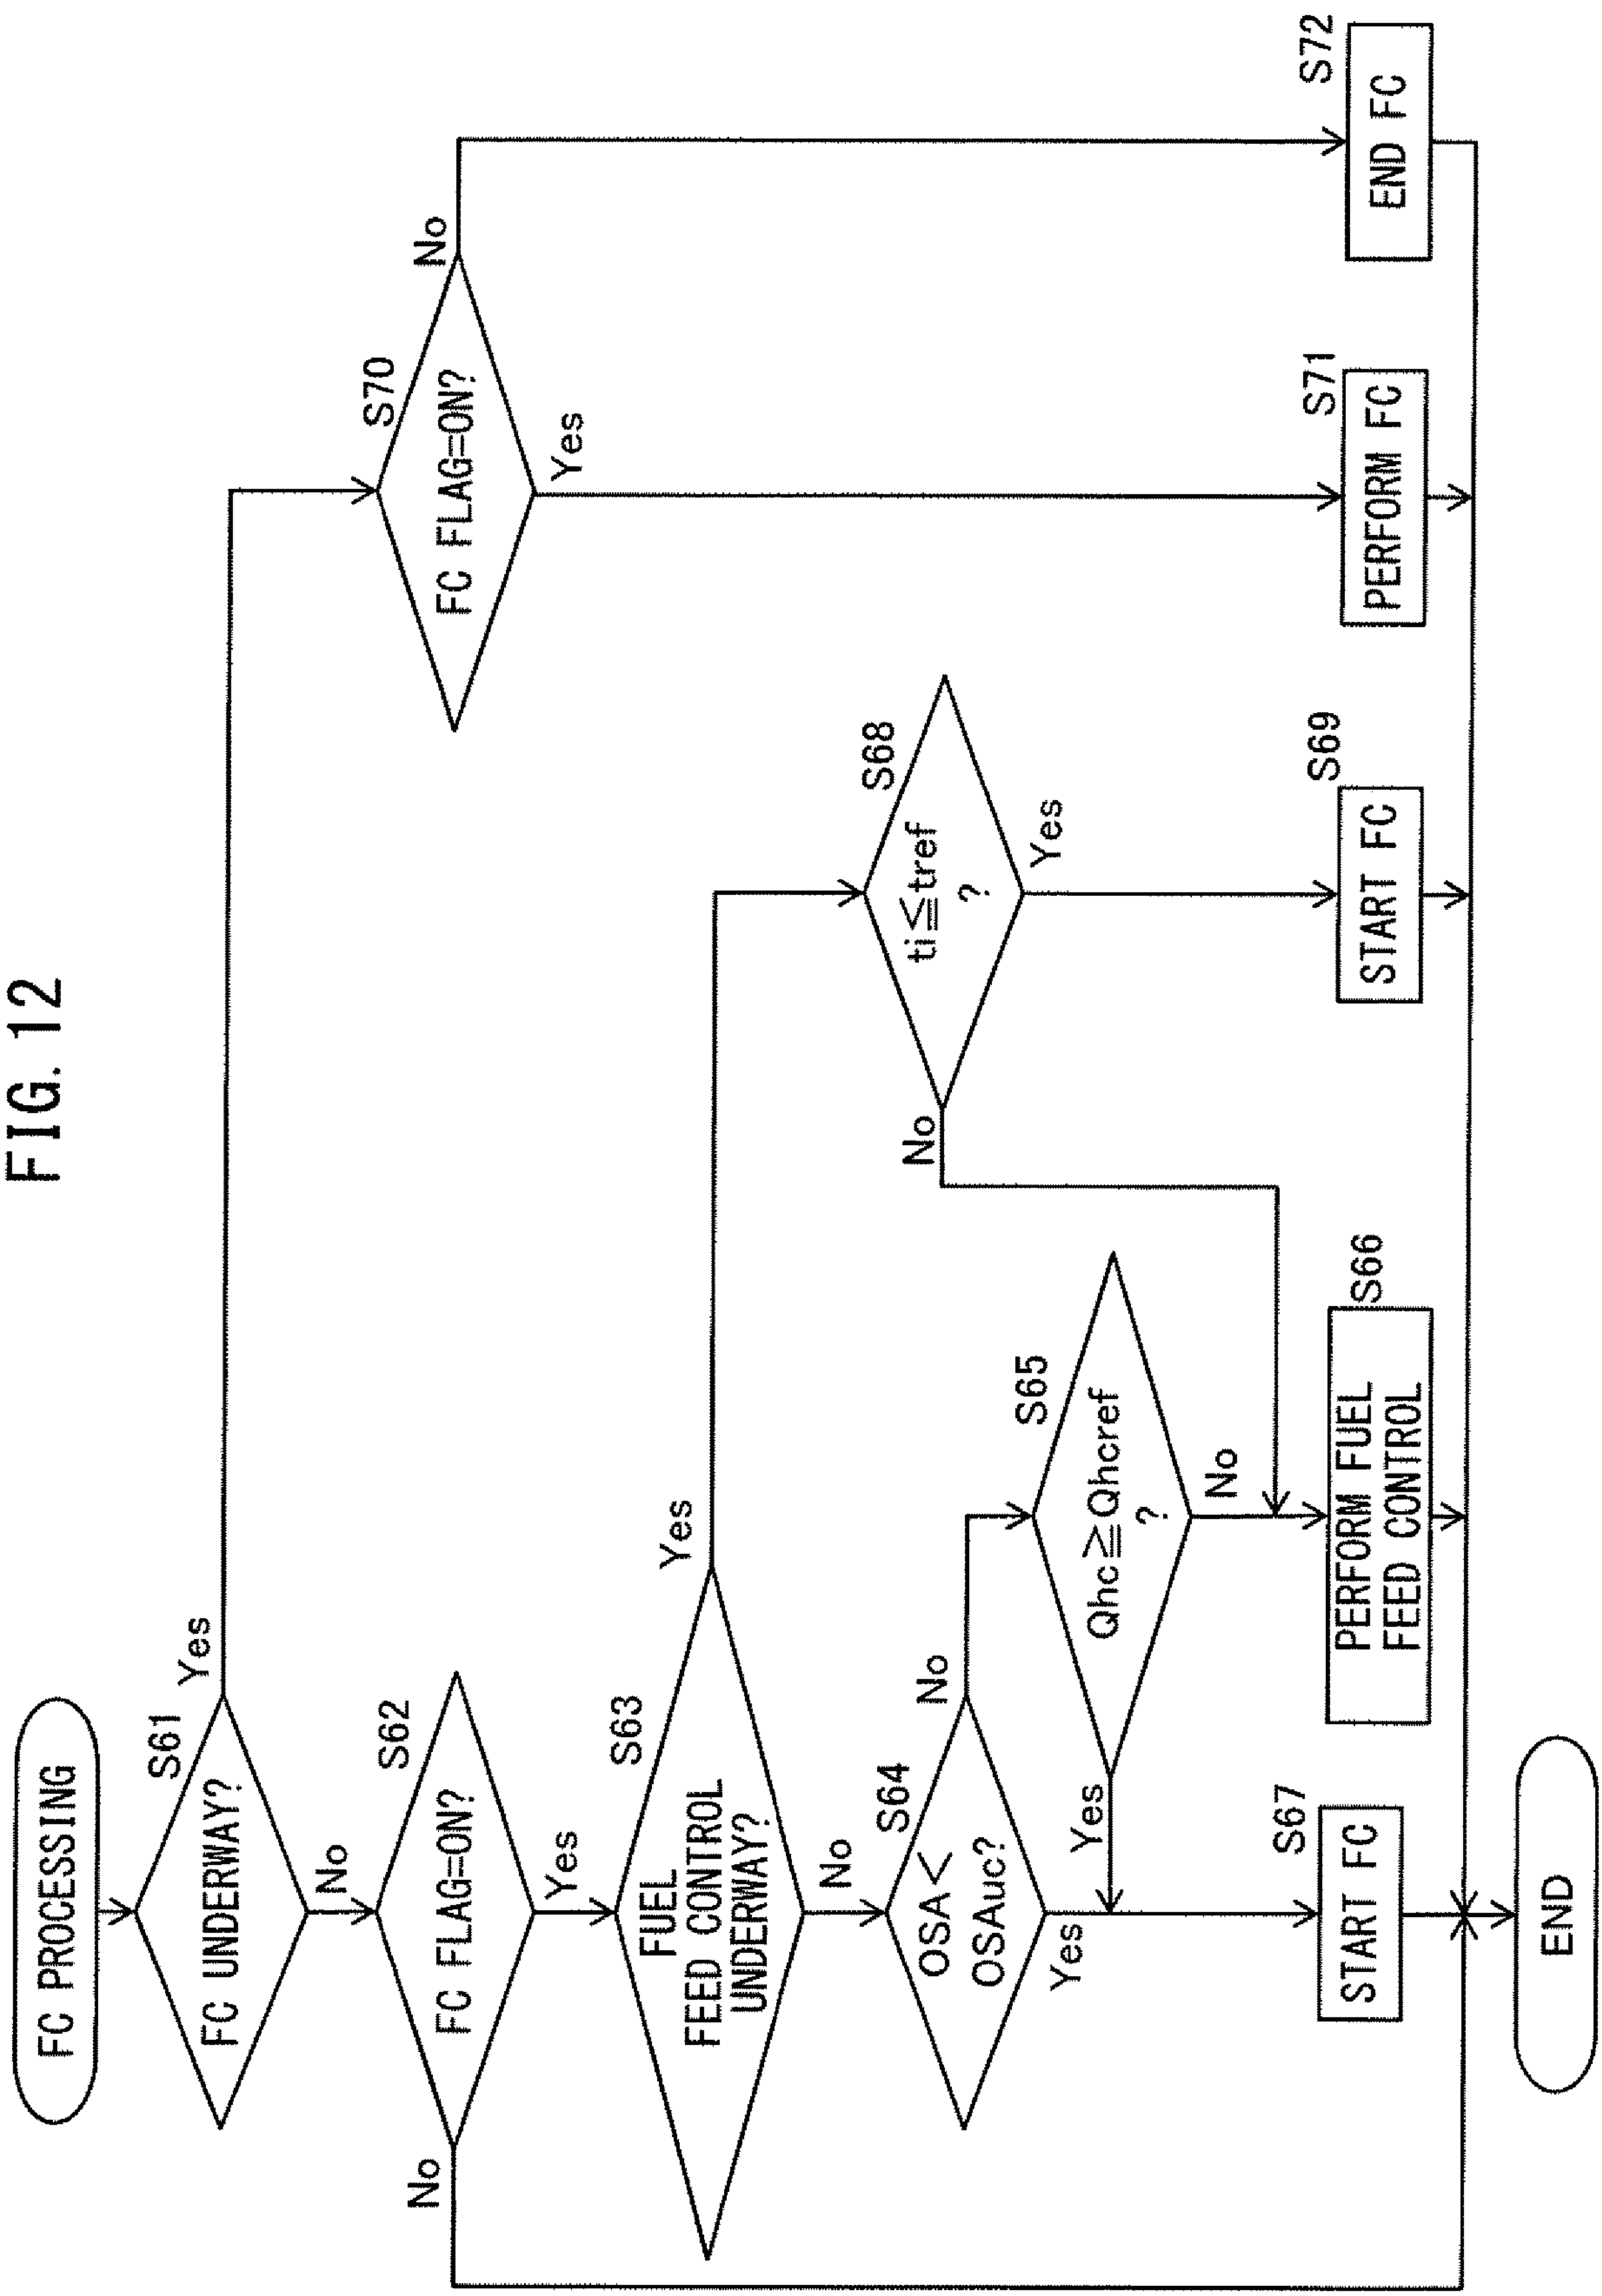 FIG. 12
FC PROCESSING
S61
FC UNDERWAY?
Yes
No
S62
FC FLAG=ON?
No
Yes
S63
FUEL
FEED CONTROL
UNDERWAY?
Yes
No
S64
OSA<
OSAuc?
No
Yes
S65
Qhc≧Qhcref
?
Yes
No
S66
PERFORM FUEL
FEED CONTROL
S67
START FC
S68
ti≦tref
?
No
Yes
S69
START FC
S70
FC FLAG=ON?
No
Yes
S71
PERFORM FC
S72
END FC
END